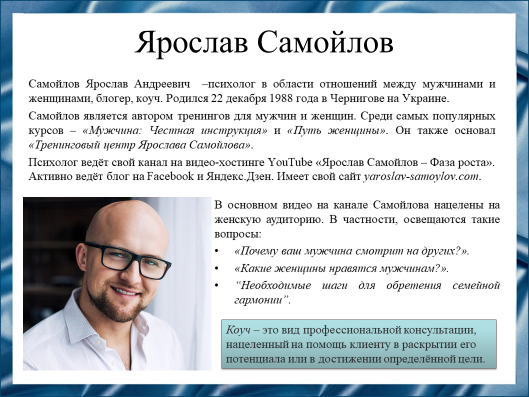 Ярослав Самойлов
Самойлов Ярослав Андреевич –психолог в области отношений между мужчинами и
женщинами, блогер, коуч. Родился 22 декабря 1988 года в Чернигове на Украине.
Самойлов является автором тренингов для мужчин и женщин. Среди самых популярных
курсов – «Мужчина: Честная инструкция» и «Путь женщины». Он также основал
«Тренинговый центр Ярослава Самойлова».
Психолог ведёт свой канал на видео-хостинге YouTube «Ярослав Самойлов – Фаза роста».
Активно ведёт блог на Facebook и Яндекс.Дзен. Имеет свой сайт yaroslav-samoylov.com.
В основном видео на канале Самойлова нацелены на
женскую аудиторию. В частности, освещаются такие
вопросы:
• «Почему ваш мужчина смотрит на других?».
• «Какие женщины нравятся мужчинам?».
• “Необходимые шаги для обретения семейной
гармонии”.
Коуч – это вид профессиональной консультации,
нацеленный на помощь клиенту в раскрытии его
потенциала или в достижении определённой цели.